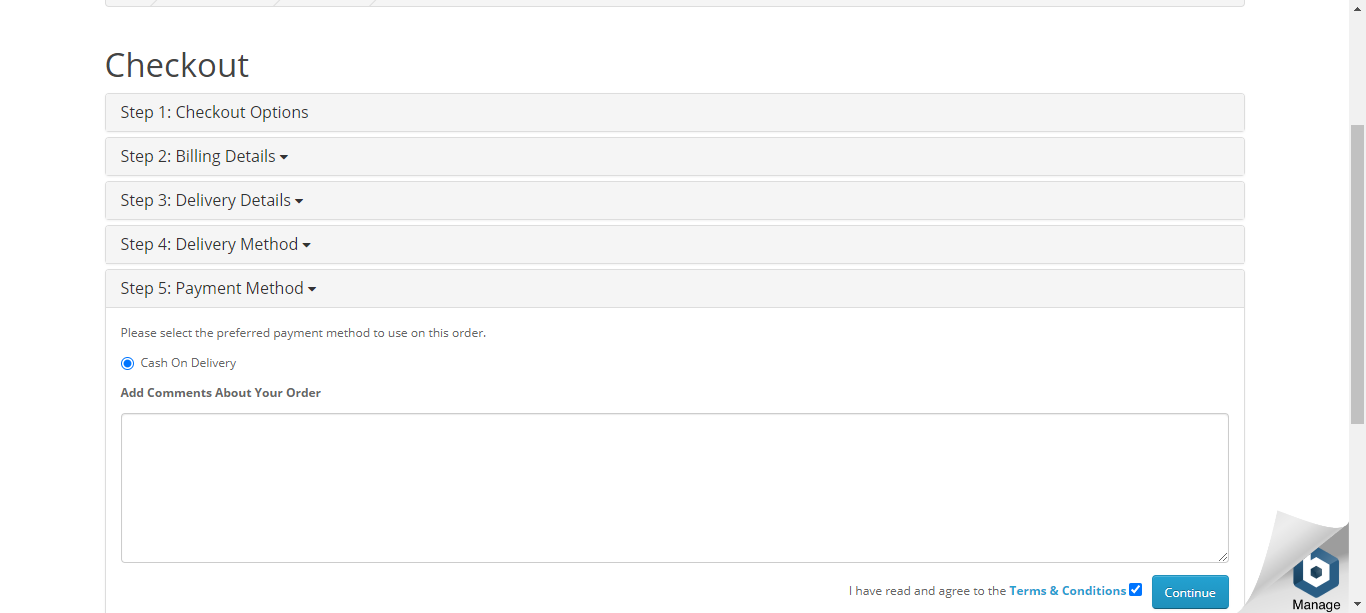 Checkout
Step 1: Checkout Options
Step 2: Billing Details
Step 3: Delivery Details
Step 4: Delivery Method
Step 5: Payment Method
Please select the preferred payment method to use on this order.
Cash On Delivery
Add Comments About Your Order
I have read and agree to the Terms & Conditions
Continue
Manage